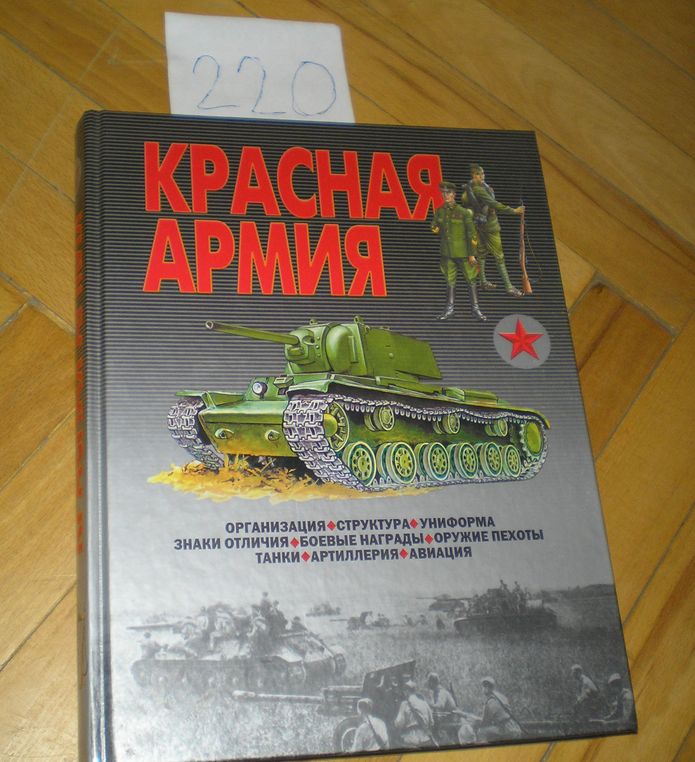 220
КРАСНАЯ
АРМИЯ
ОРГАНИЗАЦИЯ♦СТРУКТУРА♦УНИФОРМА
ЗНАКИ ОТЛИЧИЯ♦БОЕВЫЕ НАГРАДЫ♦ОРУЖИЕ ПЕХОТЫ
ТАНКИ♦АРТИЛЛЕРИЯ♦АВИАЦИЯ